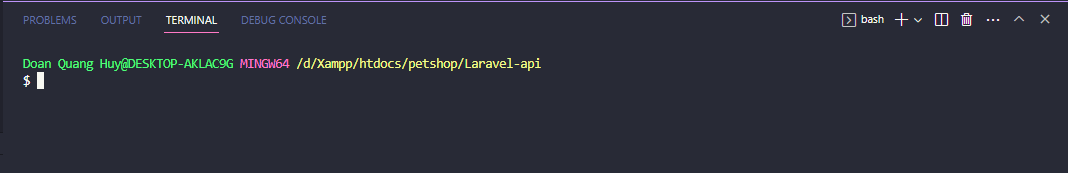 PROBLEMS OUTPUT TERMINAL DEBUG CONSOLE bash
Doan Quang Huy@DESKTOP-AKLAC9G MINGW64 /d/Xampp/htdocs/petshop/Laravel-api
$